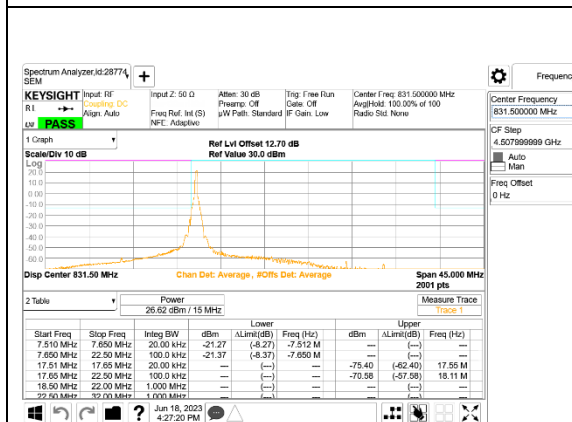 Spectrum Analyzer,id:28774,
SEM
+
Frequenc
KEYSIGHT
Input: RF
Input Z: 50 Ω
Atten: 30 dB
Trig: Free Run
Center Freq: 831.500000 MHz
Coupling: DC
Preamp: Off
Gate: Off
Avg|Hold: 100.00% of 100
Align: Auto
Freq Ref: Int (S)
µW Path: Standard
IF Gain: Low
Radio Std: None
NFE: Adaptive
PASS
Center Frequency
831.500000 MHz
CF Step
4.507999999 GHz
Auto
Man
Freq Offset
0 Hz
1 Graph
Ref Lvl Offset 12.70 dB
Scale/Div 10 dB
Ref Value 30.0 dBm
Log
20.0
10.0
0.00
-10.0
-20.0
-30.0
-40.0
-50.0
-60.0
Disp Center 831.50 MHz
Chan Det: Average, #Offs Det: Average
Span 45.000 MHz
2001 pts
2 Table
Power
26.62 dBm / 15 MHz
Measure Trace
Trace 1
Lower
Upper
Start Freq Stop Freq Integ BW dBm ΔLimit(dB) Freq (Hz) dBm ΔLimit(dB) Freq (Hz)
7.510 MHz 7.650 MHz 20.00 kHz -21.27 (-8.27) -7.512 M --- (---) ---
7.650 MHz 22.50 MHz 100.0 kHz -21.37 (-8.37) -7.650 M --- (---) ---
17.51 MHz 17.65 MHz 20.00 kHz --- (---) --- -75.40 (-62.40) 17.55 M
17.65 MHz 22.50 MHz 100.0 kHz --- (---) --- -70.58 (-57.58) 18.11 M
18.50 MHz 22.00 MHz 1.000 MHz --- (---) --- --- (---) ---
22.50 MHz 32.00 MHz 1.000 MHz --- (---) --- --- (---) ---
?
Jun 18, 2023
4:27:20 PM